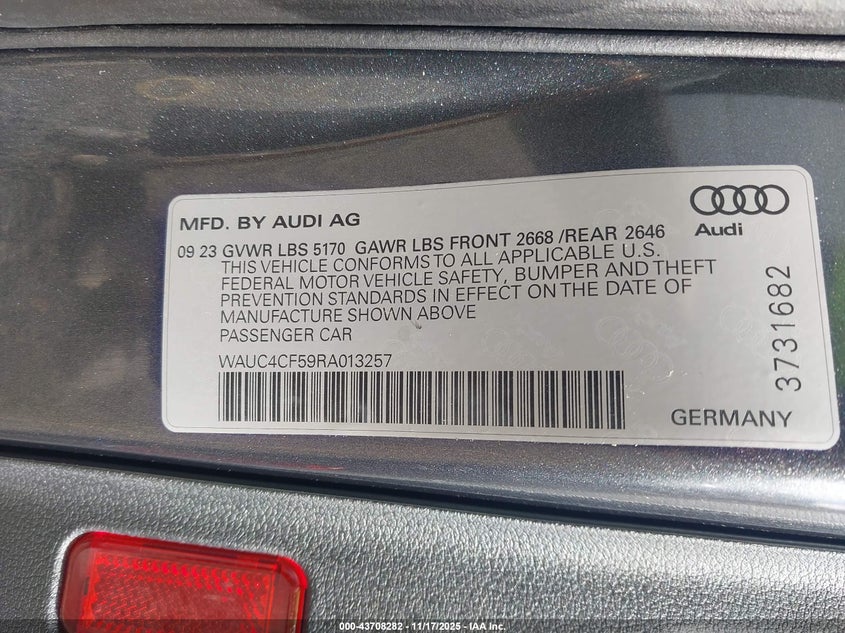 MFD. BY AUDI AG
Audi
09 23 GVWR LBS 5170 GAWR LBS FRONT 2668 /REAR 2646
THIS VEHICLE CONFORMS TO ALL APPLICABLE U.S.
FEDERAL MOTOR VEHICLE SAFETY, BUMPER AND THEFT
PREVENTION STANDARDS IN EFFECT ON THE DATE OF
MANUFACTURE SHOWN ABOVE
PASSENGER CAR
WAUC4CF59RA013257
3731682
GERMANY
000-43708282 - 11/17/2025 - IAA Inc.